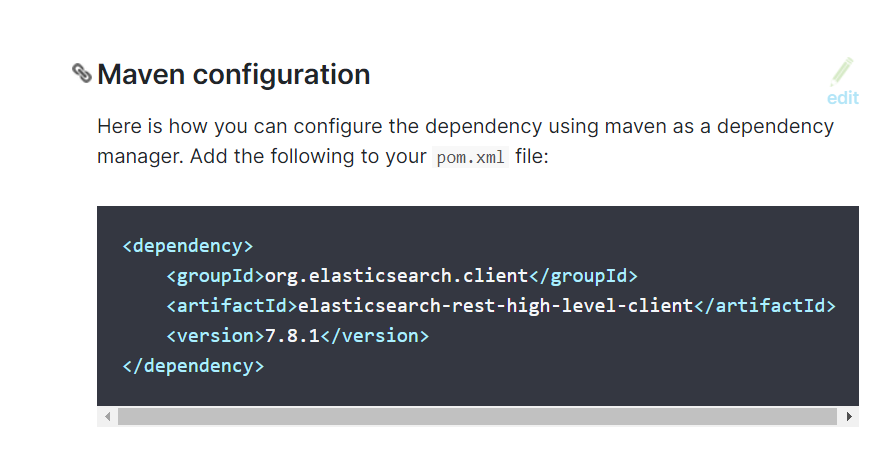 Maven configuration
edit
Here is how you can configure the dependency using maven as a dependency
manager. Add the following to your pom.xml file:
<dependency>
    <groupId>org.elasticsearch.client</groupId>
    <artifactId>elasticsearch-rest-high-level-client</artifactId>
    <version>7.8.1</version>
</dependency>